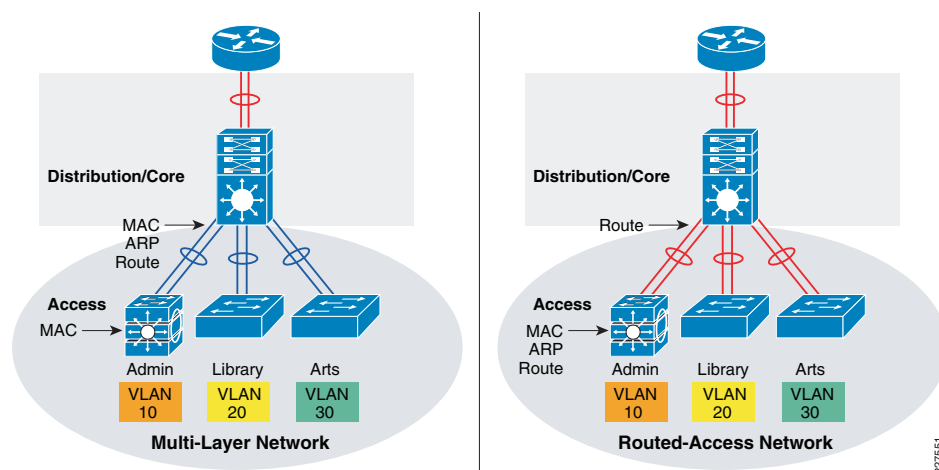 Distribution/Core
MAC
ARP
Route
Access
MAC
Admin
Library
Arts
VLAN
10
VLAN
20
VLAN
30
Multi-Layer Network
Distribution/Core
Route
Access
MAC
ARP
Route
Admin
Library
Arts
VLAN
10
VLAN
20
VLAN
30
Routed-Access Network